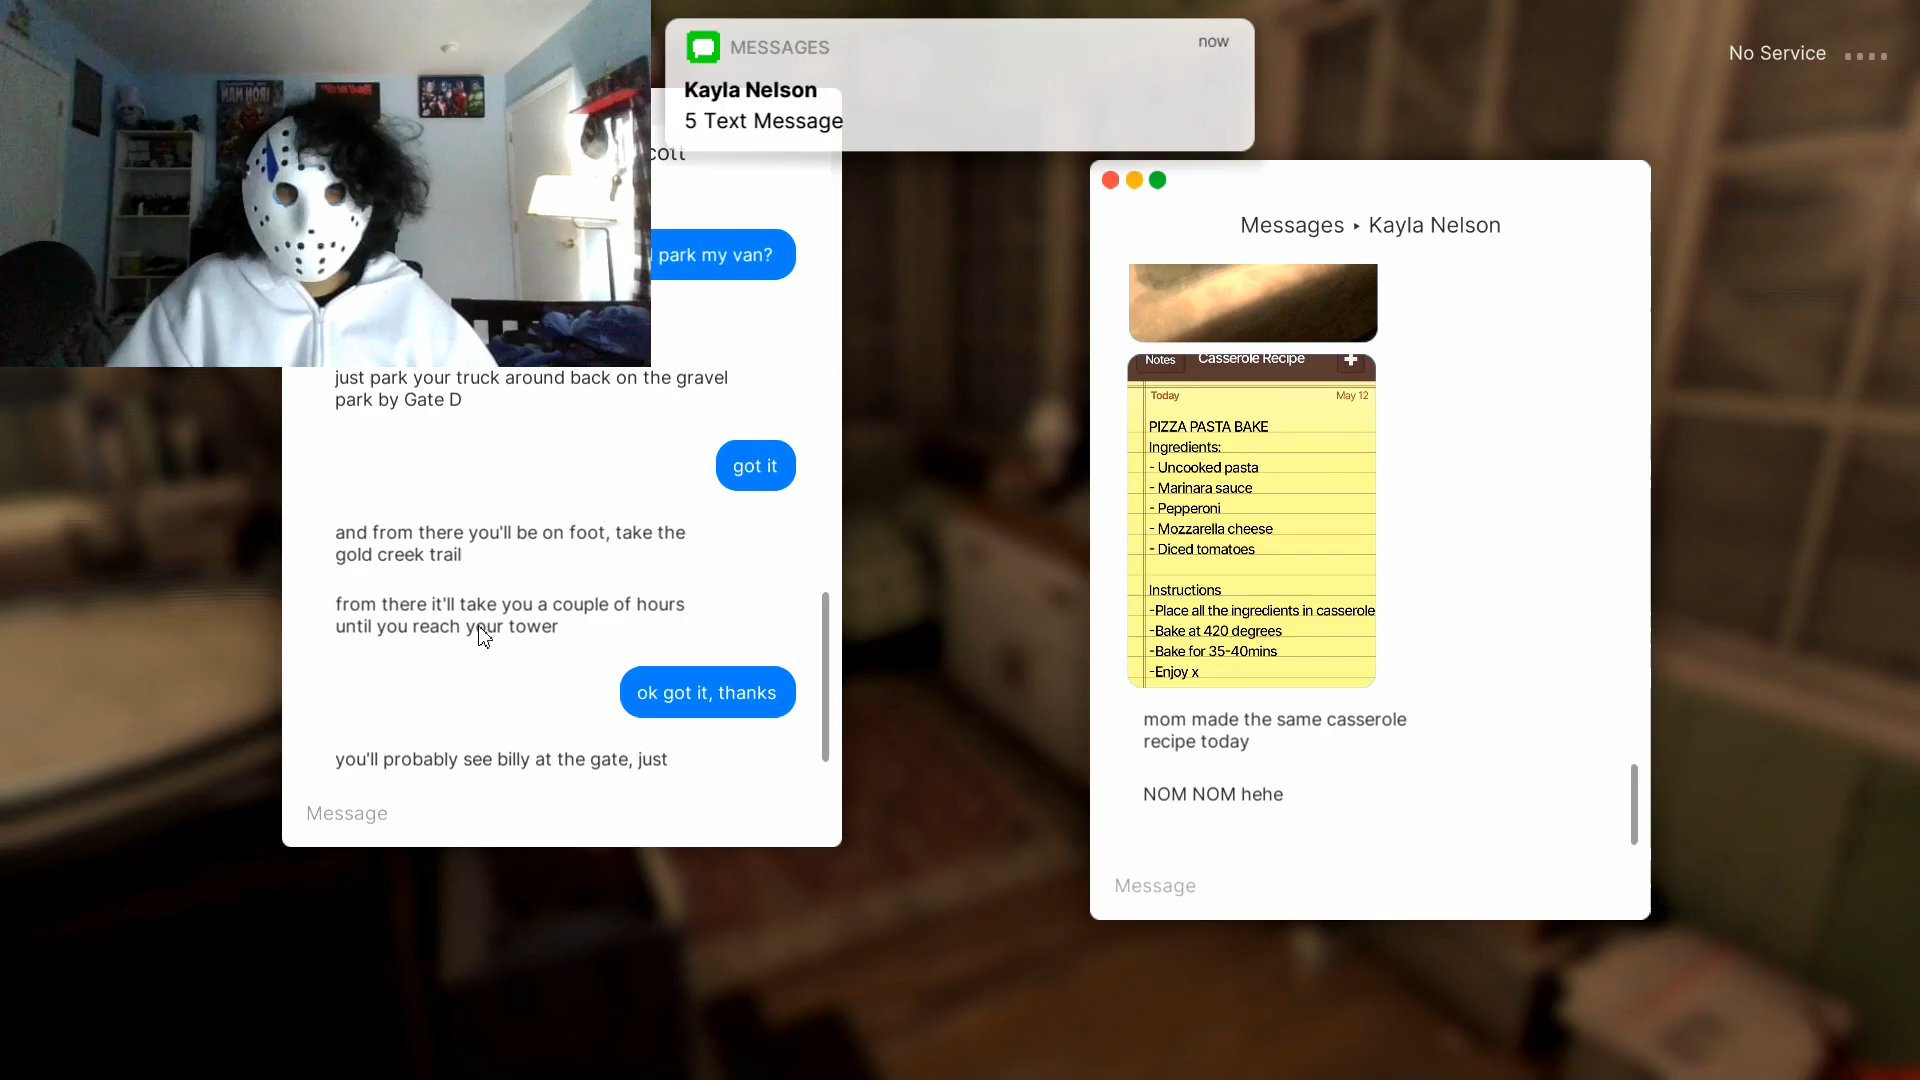 MESSAGES
now
Kayla Nelson
5 Text Message
No Service
cott
park my van?
just park your truck around back on the gravel
park by Gate D
got it
and from there you'll be on foot, take the
gold creek trail
from there it'll take you a couple of hours
until you reach your tower
ok got it, thanks
you'll probably see billy at the gate, just
Message
Messages ‣ Kayla Nelson
Notes
Casserole Recipe
+
Today
May 12
PIZZA PASTA BAKE
Ingredients:
- Uncooked pasta
- Marinara sauce
- Pepperoni
- Mozzarella cheese
- Diced tomatoes
Instructions
-Place all the ingredients in casserole
-Bake at 420 degrees
-Bake for 35-40mins
-Enjoy x
mom made the same casserole
recipe today
NOM NOM hehe
Message
IRON MAN